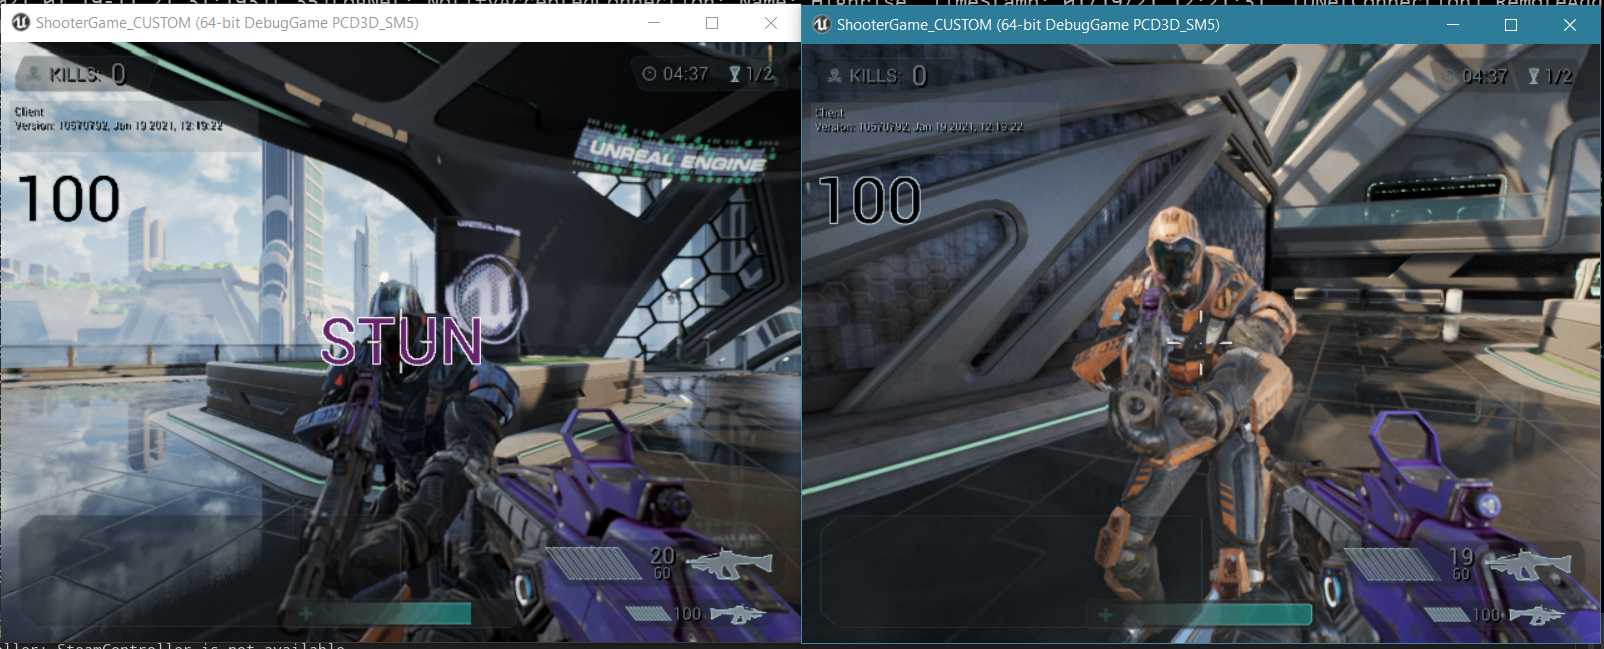 ShooterGame_CUSTOM (64-bit DebugGame PCD3D_SM5)
KILLS: 0
04:37
1/2
Client
Version: 10570792, Jan 19 2021, 12:19:22
UNREAL ENGINE
100
STUN
20
60
100
ShooterGame_CUSTOM (64-bit DebugGame PCD3D_SM5)
KILLS: 0
04:37
1/2
Client
Version: 10570792, Jan 19 2021, 12:19:22
100
19
60
100
SteamController is not available